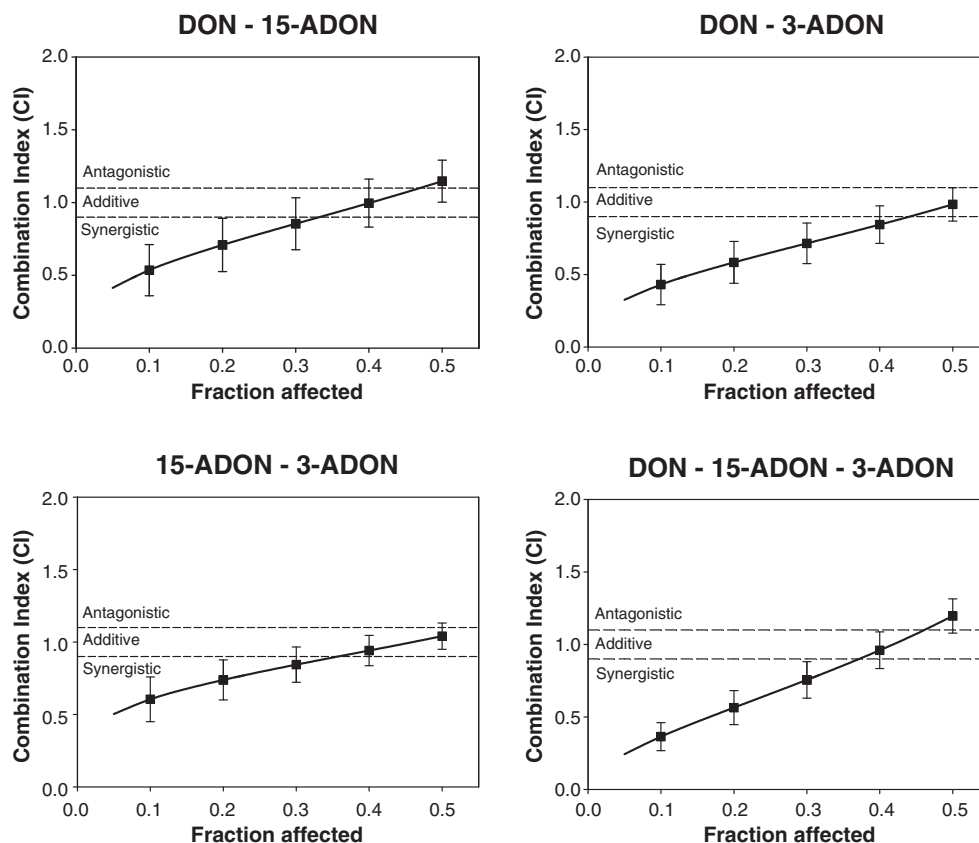 DON - 15-ADON
Combination Index (CI)
2.0
1.5
1.0
0.5
0.0
Antagonistic
Additive
Synergistic
0.0 0.1 0.2 0.3 0.4 0.5
Fraction affected
DON - 3-ADON
Combination Index (CI)
2.0
1.5
1.0
0.5
0.0
Antagonistic
Additive
Synergistic
0.0 0.1 0.2 0.3 0.4 0.5
Fraction affected
15-ADON - 3-ADON
Combination Index (CI)
2.0
1.5
1.0
0.5
0.0
Antagonistic
Additive
Synergistic
0.0 0.1 0.2 0.3 0.4 0.5
Fraction affected
DON - 15-ADON - 3-ADON
Combination Index (CI)
2.0
1.5
1.0
0.5
0.0
Antagonistic
Additive
Synergistic
0.0 0.1 0.2 0.3 0.4 0.5
Fraction affected